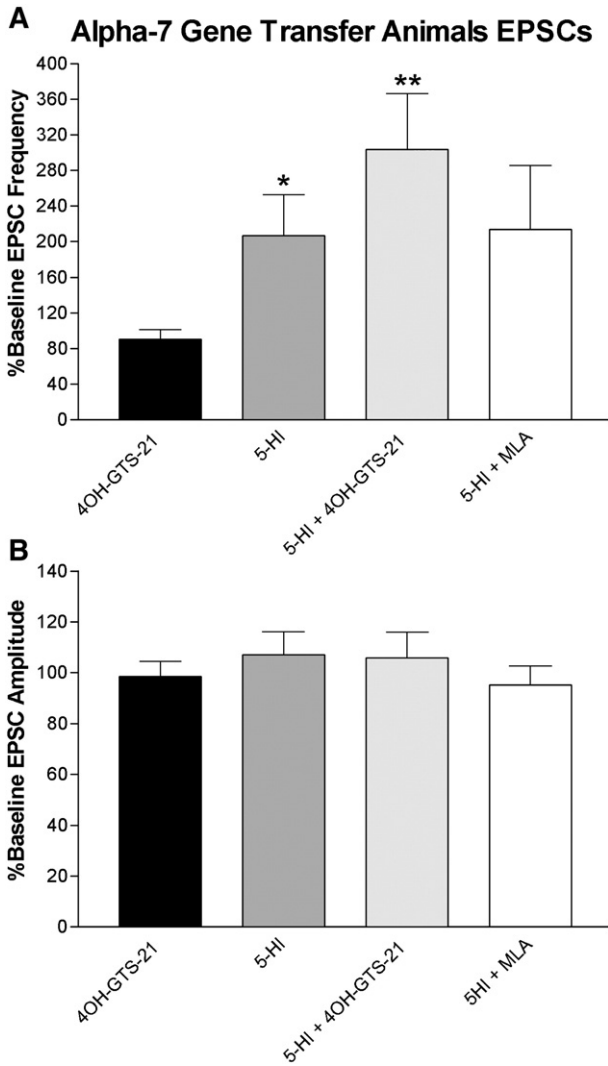 A
Alpha-7 Gene Transfer Animals EPSCs
%Baseline EPSC Frequency
400
360
320
280
240
200
160
120
80
40
0
*
**
4OH-GTS-21
5-HI
5-HI + 4OH-GTS-21
5-HI + MLA
B
%Baseline EPSC Amplitude
140
120
100
80
60
40
20
0
4OH-GTS-21
5-HI
5-HI + 4OH-GTS-21
5HI + MLA